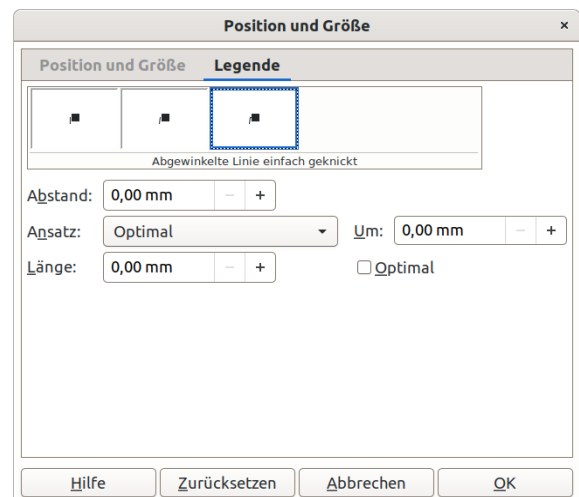 Position und Größe ×
Position und Größe Legende
Abgewinkelte Linie einfach geknickt
Abstand: 0,00 mm − +
Ansatz: Optimal Um: 0,00 mm − +
Länge: 0,00 mm − + Optimal
Hilfe Zurücksetzen Abbrechen OK